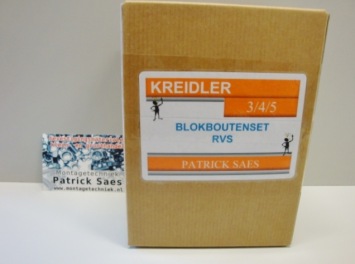 KREIDLER
3/4/5
BLOKBOUTENSET
RVS
PATRICK SAES
Montagetechniek
Patrick Saes
www.montagetechniek.nl